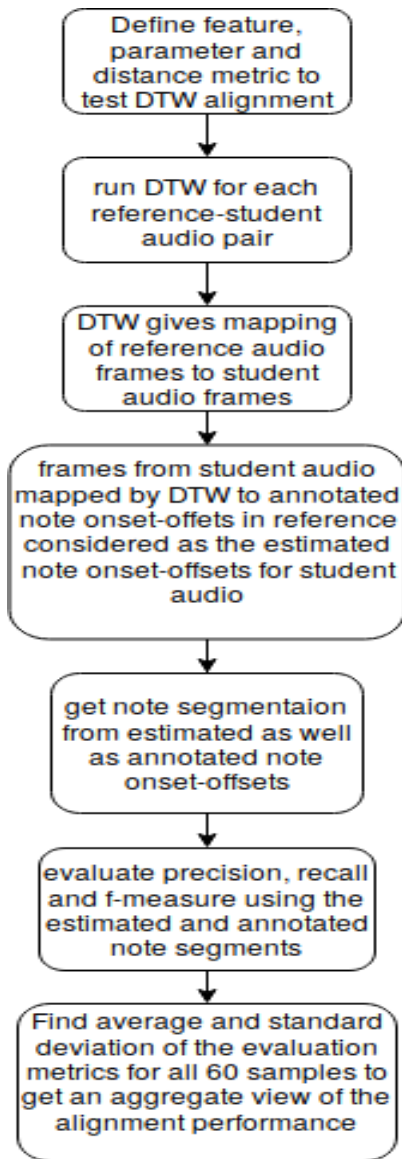 Define feature,
parameter and
distance metric to
test DTW alignment
run DTW for each
reference-student
audio pair
DTW gives mapping
of reference audio
frames to student
audio frames
frames from student audio
mapped by DTW to annotated
note onset-offets in reference
considered as the estimated
note onset-offsets for student
audio
get note segmentaion
from estimated as well
as annotated note
onset-offsets
evaluate precision, recall
and f-measure using the
estimated and annotated
note segments
Find average and standard
deviation of the evaluation
metrics for all 60 samples to
get an aggregate view of the
alignment performance